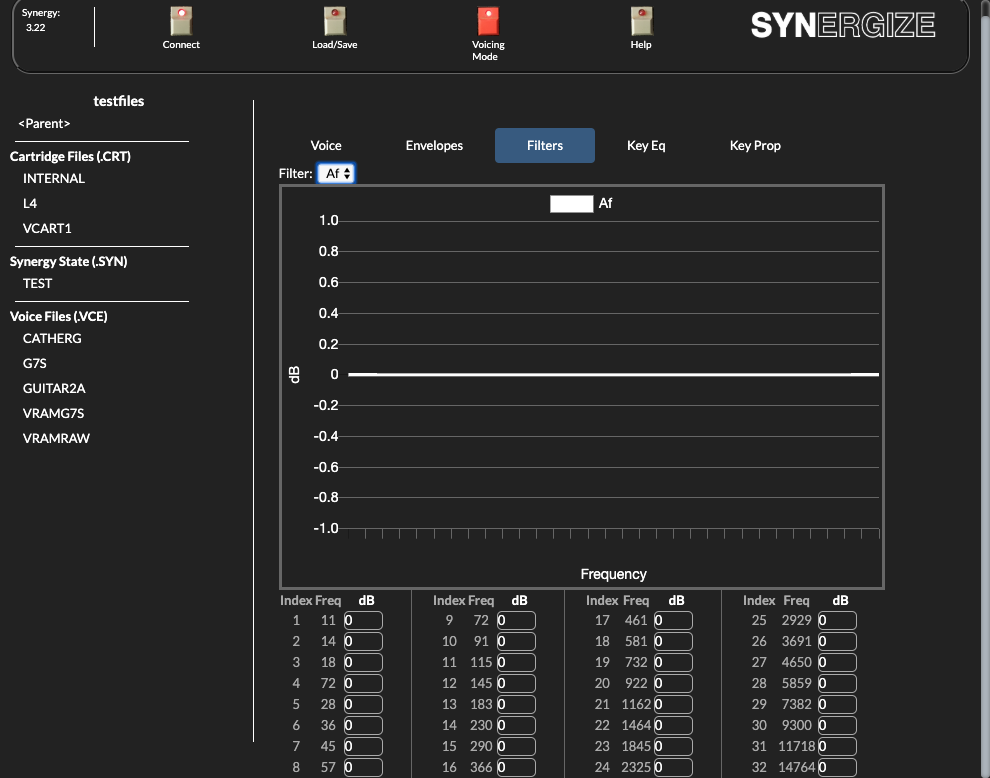 Synergy:
3.22
Connect
Load/Save
Voicing
Mode
Help
SYNERGIZE
testfiles
<Parent>
Cartridge Files (.CRT)
INTERNAL
L4
VCART1
Synergy State (.SYN)
TEST
Voice Files (.VCE)
CATHERG
G7S
GUITAR2A
VRAMG7S
VRAMRAW
Voice Envelopes Filters Key Eq Key Prop
Filter: Af
Af
1.0
0.8
0.6
0.4
0.2
0
-0.2
-0.4
-0.6
-0.8
-1.0
dB
Frequency
Index Freq dB Index Freq dB Index Freq dB Index Freq dB
1 11 0 9 72 0 17 461 0 25 2929 0
2 14 0 10 91 0 18 581 0 26 3691 0
3 18 0 11 115 0 19 732 0 27 4650 0
4 72 0 12 145 0 20 922 0 28 5859 0
5 28 0 13 183 0 21 1162 0 29 7382 0
6 36 0 14 230 0 22 1464 0 30 9300 0
7 45 0 15 290 0 23 1845 0 31 11718 0
8 57 0 16 366 0 24 2325 0 32 14764 0